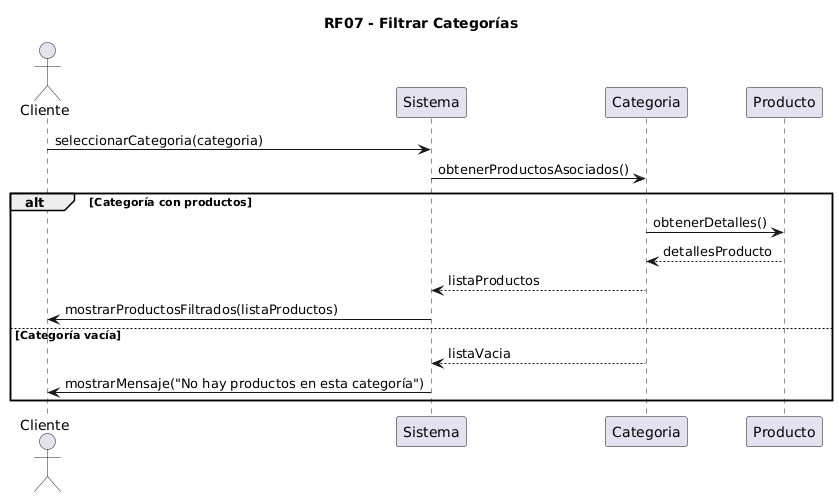 RF07 - Filtrar Categorías
Cliente
Sistema
Categoria
Producto
seleccionarCategoria(categoria)
obtenerProductosAsociados()
alt
[Categoría con productos]
obtenerDetalles()
detallesProducto
listaProductos
mostrarProductosFiltrados(listaProductos)
[Categoría vacía]
listaVacia
mostrarMensaje("No hay productos en esta categoría")
Cliente
Sistema
Categoria
Producto